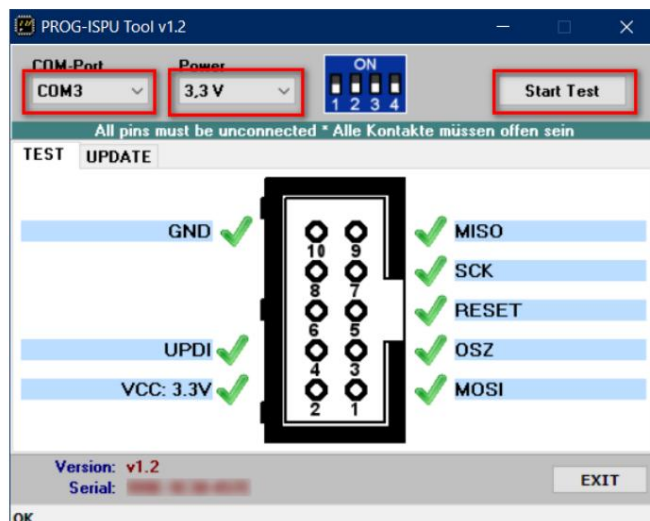 PROG-ISPU Tool v1.2
COM-Port Power
COM3 3,3 V ON 1 2 3 4 Start Test
All pins must be unconnected * Alle Kontakte müssen offen sein
TEST UPDATE
GND 10 9 MISO
8 7 SCK
6 5 RESET
UPDI 4 3 OSZ
VCC: 3.3V 2 1 MOSI
Version: v1.2
Serial:
EXIT
OK